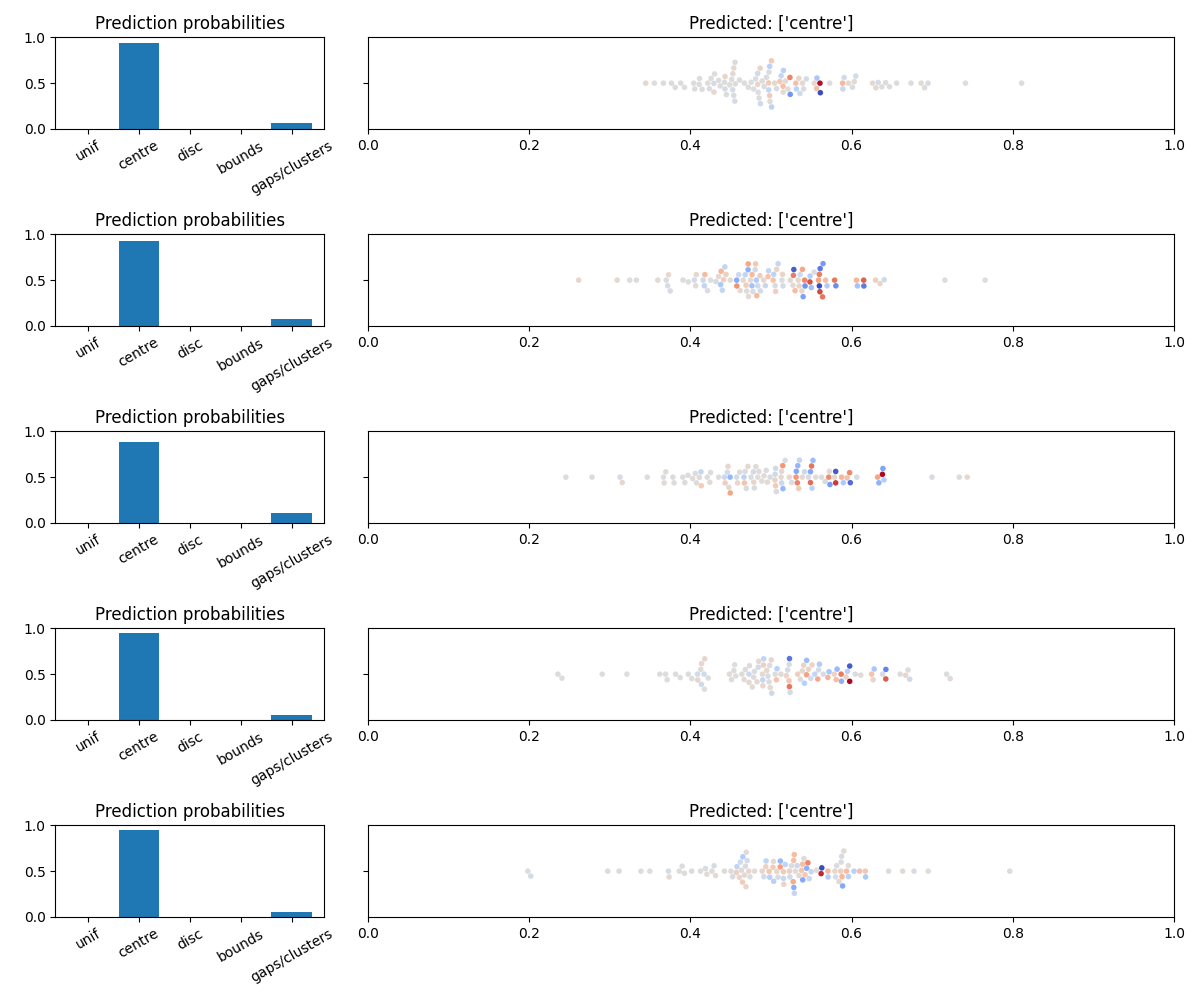 Prediction probabilities
Predicted: ['centre']
1.0
0.5
0.0
unif
centre
disc
bounds
gaps/clusters
0.0 0.2 0.4 0.6 0.8 1.0
Prediction probabilities
Predicted: ['centre']
1.0
0.5
0.0
unif
centre
disc
bounds
gaps/clusters
0.0 0.2 0.4 0.6 0.8 1.0
Prediction probabilities
Predicted: ['centre']
1.0
0.5
0.0
unif
centre
disc
bounds
gaps/clusters
0.0 0.2 0.4 0.6 0.8 1.0
Prediction probabilities
Predicted: ['centre']
1.0
0.5
0.0
unif
centre
disc
bounds
gaps/clusters
0.0 0.2 0.4 0.6 0.8 1.0
Prediction probabilities
Predicted: ['centre']
1.0
0.5
0.0
unif
centre
disc
bounds
gaps/clusters
0.0 0.2 0.4 0.6 0.8 1.0